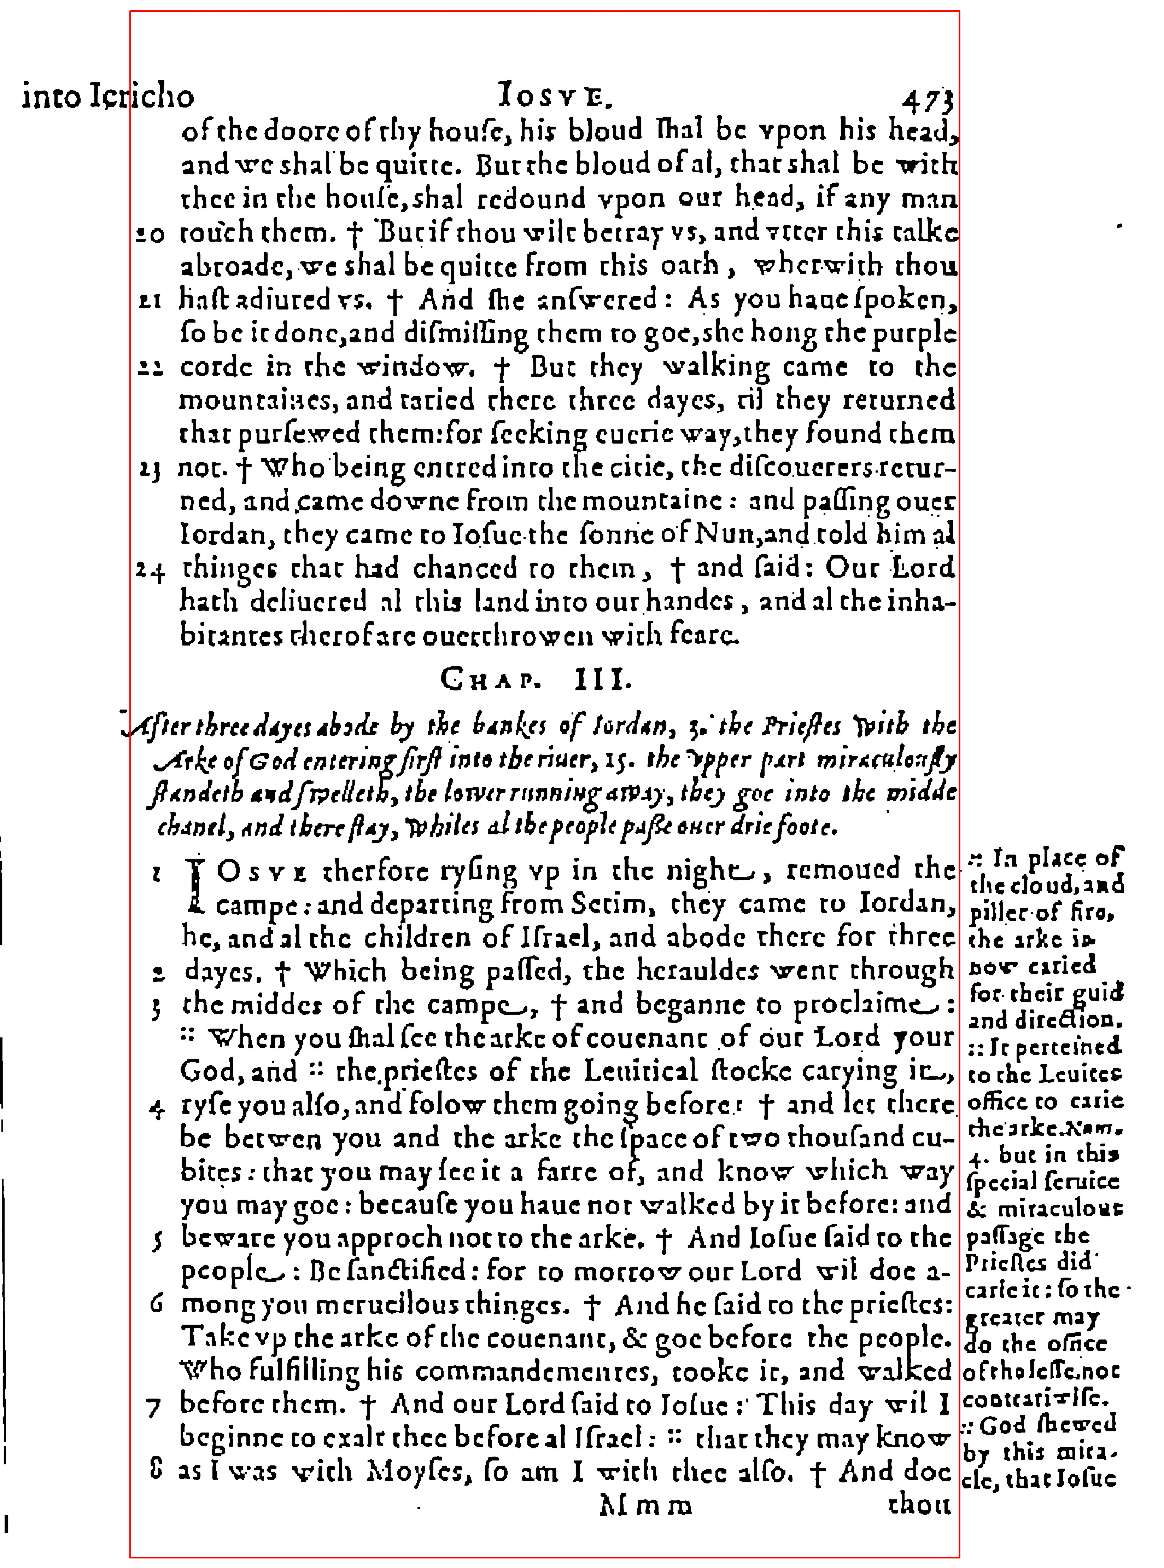 into Iericho IOSVE. 473
of the doore of thy house, his bloud shal be vpon his head,
and we shal be quitte. But the bloud of al, that shal be with
thee in the house, shal redound vpon our head, if any man
20 touch them. † But if thou wilt betray vs, and vtter this talke
abroade, we shal be quitte from this oath, wherwith thou
21 hast adiured vs. † And she answered: As you haue spoken,
so be it done, and dismissing them to goe, she hong the purple
22 corde in the window. † But they walking came to the
mountaines, and taried there three dayes, til they returned
that pursewed them: for seeking euerie way, they found them
23 not. † Who being entred into the citie, the discouerers retur-
ned, and came downe from the mountaine: and passing ouer
Iordan, they came to Iosue the sonne of Nun, and told him al
24 thinges that had chanced to them, † and said: Our Lord
hath deliuered al this land into our handes, and al the inha-
bitantes therof are ouerthrowen with feare.
CHAP. III.
After three dayes abode by the bankes of Iordan, 3. the Priestes with the
Arke of God entering first into the riuer, 15. the vpper part miraculously
standeth and swelleth, the lower running away, they goe into the midde
chanel, and there stay, whiles al the people passe ouer drie foote.
1 IOSVE therfore rysing vp in the night, remoued the
campe: and departing from Setim, they came to Iordan,
he, and al the children of Israel, and abode there for three
2 dayes. † Which being passed, the herauldes went through
3 the middes of the campe, † and beganne to proclaime:
:: When you shal see the arke of couenant of our Lord your
God, and :: the priestes of the Leuitical stocke carying it,
4 ryse you also, and folow them going before: † and let there
be betwen you and the arke the space of two thousand cu-
bites: that you may see it a farre of, and know which way
you may goe: because you haue not walked by it before: and
5 beware you approch not to the arke. † And Iosue said to the
people: Be sanctified: for to morrow our Lord wil doe a-
6 mong you merueilous thinges. † And he said to the priestes:
Take vp the arke of the couenant, & goe before the people.
Who fulfilling his commandementes, tooke it, and walked
7 before them. † And our Lord said to Iosue: This day wil I
beginne to exalt thee before al Israel: :: that they may know
8 as I was with Moyses, so am I with thee also. † And doe
Mmm thou
:: In place of
the cloud, and
piller of fire,
the arke is
now caried
for their guid
and direction.
:: It perteined
to the Leuites
office to carie
the arke. Num.
4. but in this
special seruice
& miraculous
passage the
Priestes did
carie it: so the
greater may
do the office
of the lesse, not
contrariwise.
:: God shewed
by this mira-
cle, that Iosue